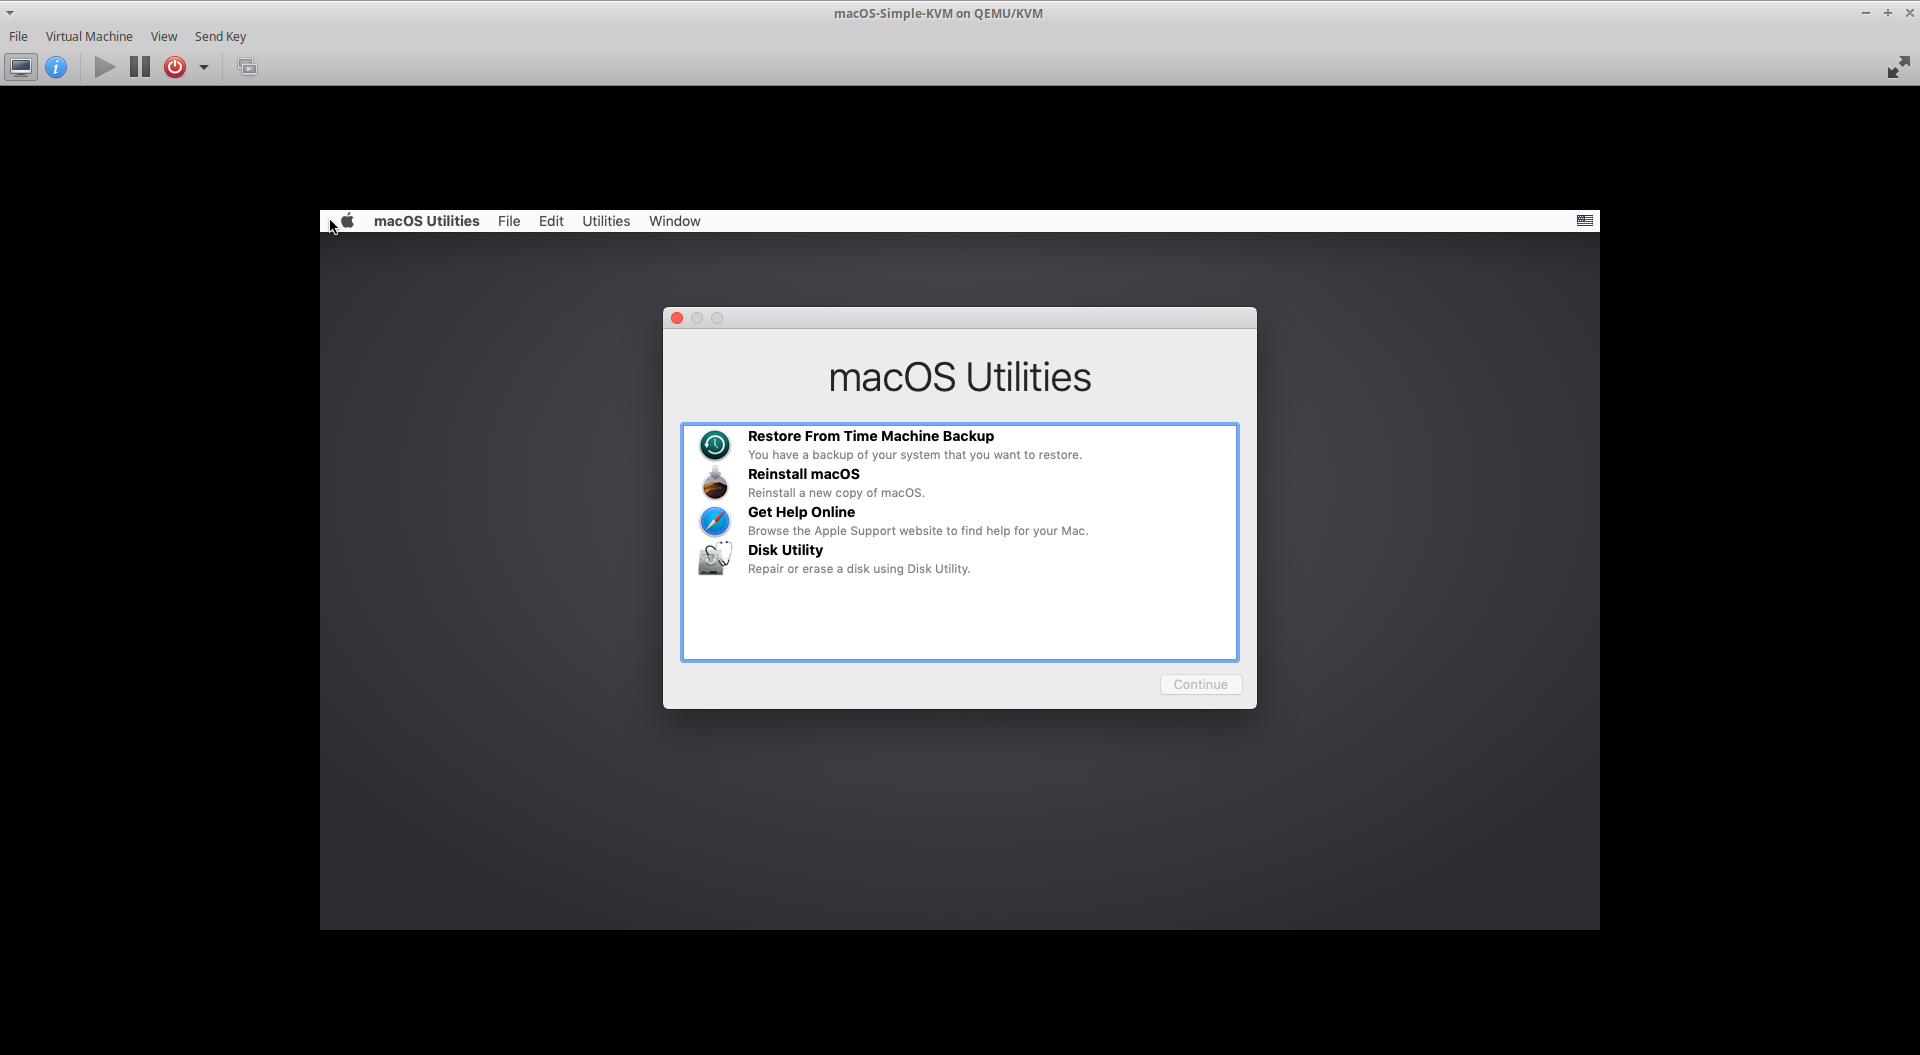 macOS-Simple-KVM on QEMU/KVM
File Virtual Machine View Send Key
macOS Utilities File Edit Utilities Window
macOS Utilities
Restore From Time Machine Backup
You have a backup of your system that you want to restore.
Reinstall macOS
Reinstall a new copy of macOS.
Get Help Online
Browse the Apple Support website to find help for your Mac.
Disk Utility
Repair or erase a disk using Disk Utility.
Continue